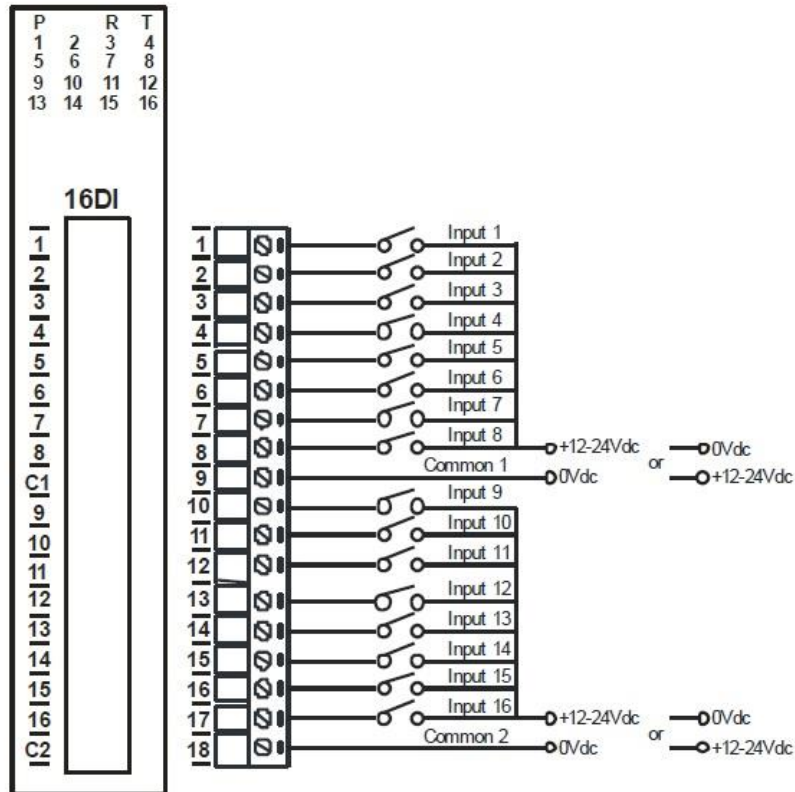 P R T
1 2 3 4
5 6 7 8
9 10 11 12
13 14 15 16
16DI
1 1 Input 1
2 2 Input 2
3 3 Input 3
4 4 Input 4
5 5 Input 5
6 6 Input 6
7 7 Input 7
8 8 Input 8 +12-24Vdc or 0Vdc
C1 9 Common 1 0Vdc +12-24Vdc
9 10 Input 9
10 11 Input 10
11 12 Input 11
12 13 Input 12
13 14 Input 13
14 15 Input 14
15 16 Input 15
16 17 Input 16 +12-24Vdc or 0Vdc
C2 18 Common 2 0Vdc +12-24Vdc